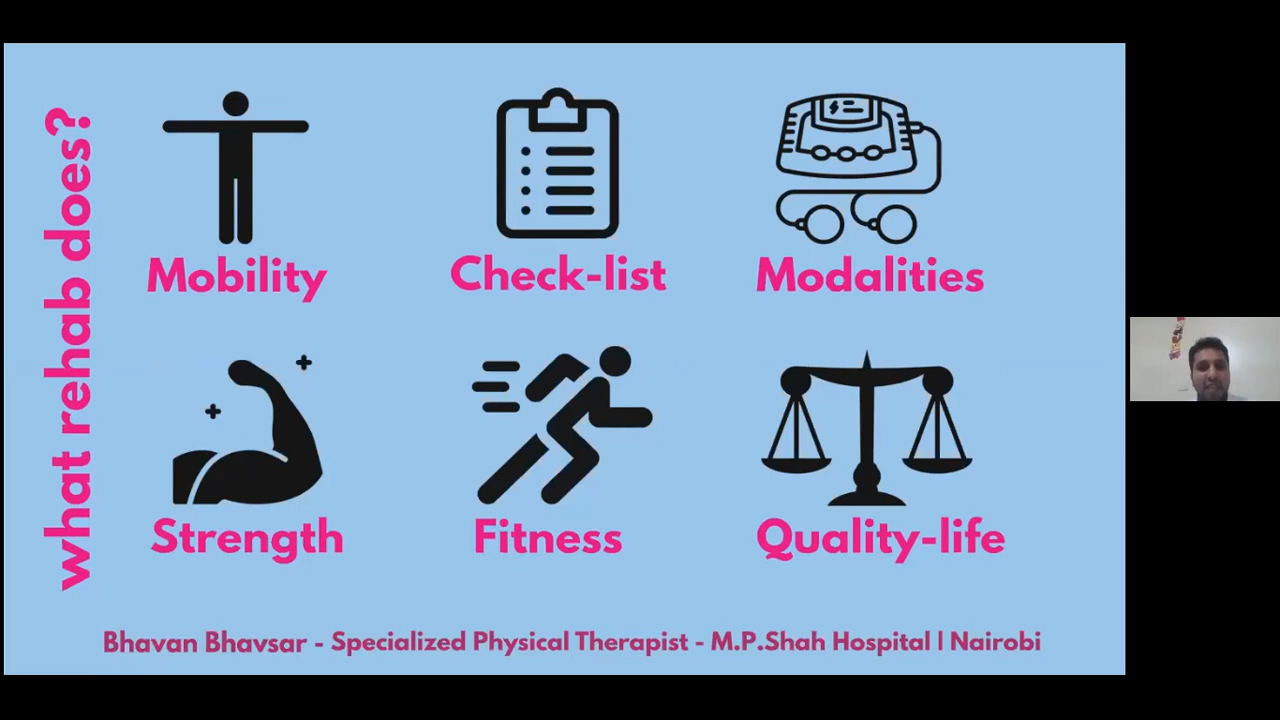 what rehab does?
Mobility
Check-list
Modalities
Strength
Fitness
Quality-life
Bhavan Bhavsar - Specialized Physical Therapist - M.P.Shah Hospital | Nairobi